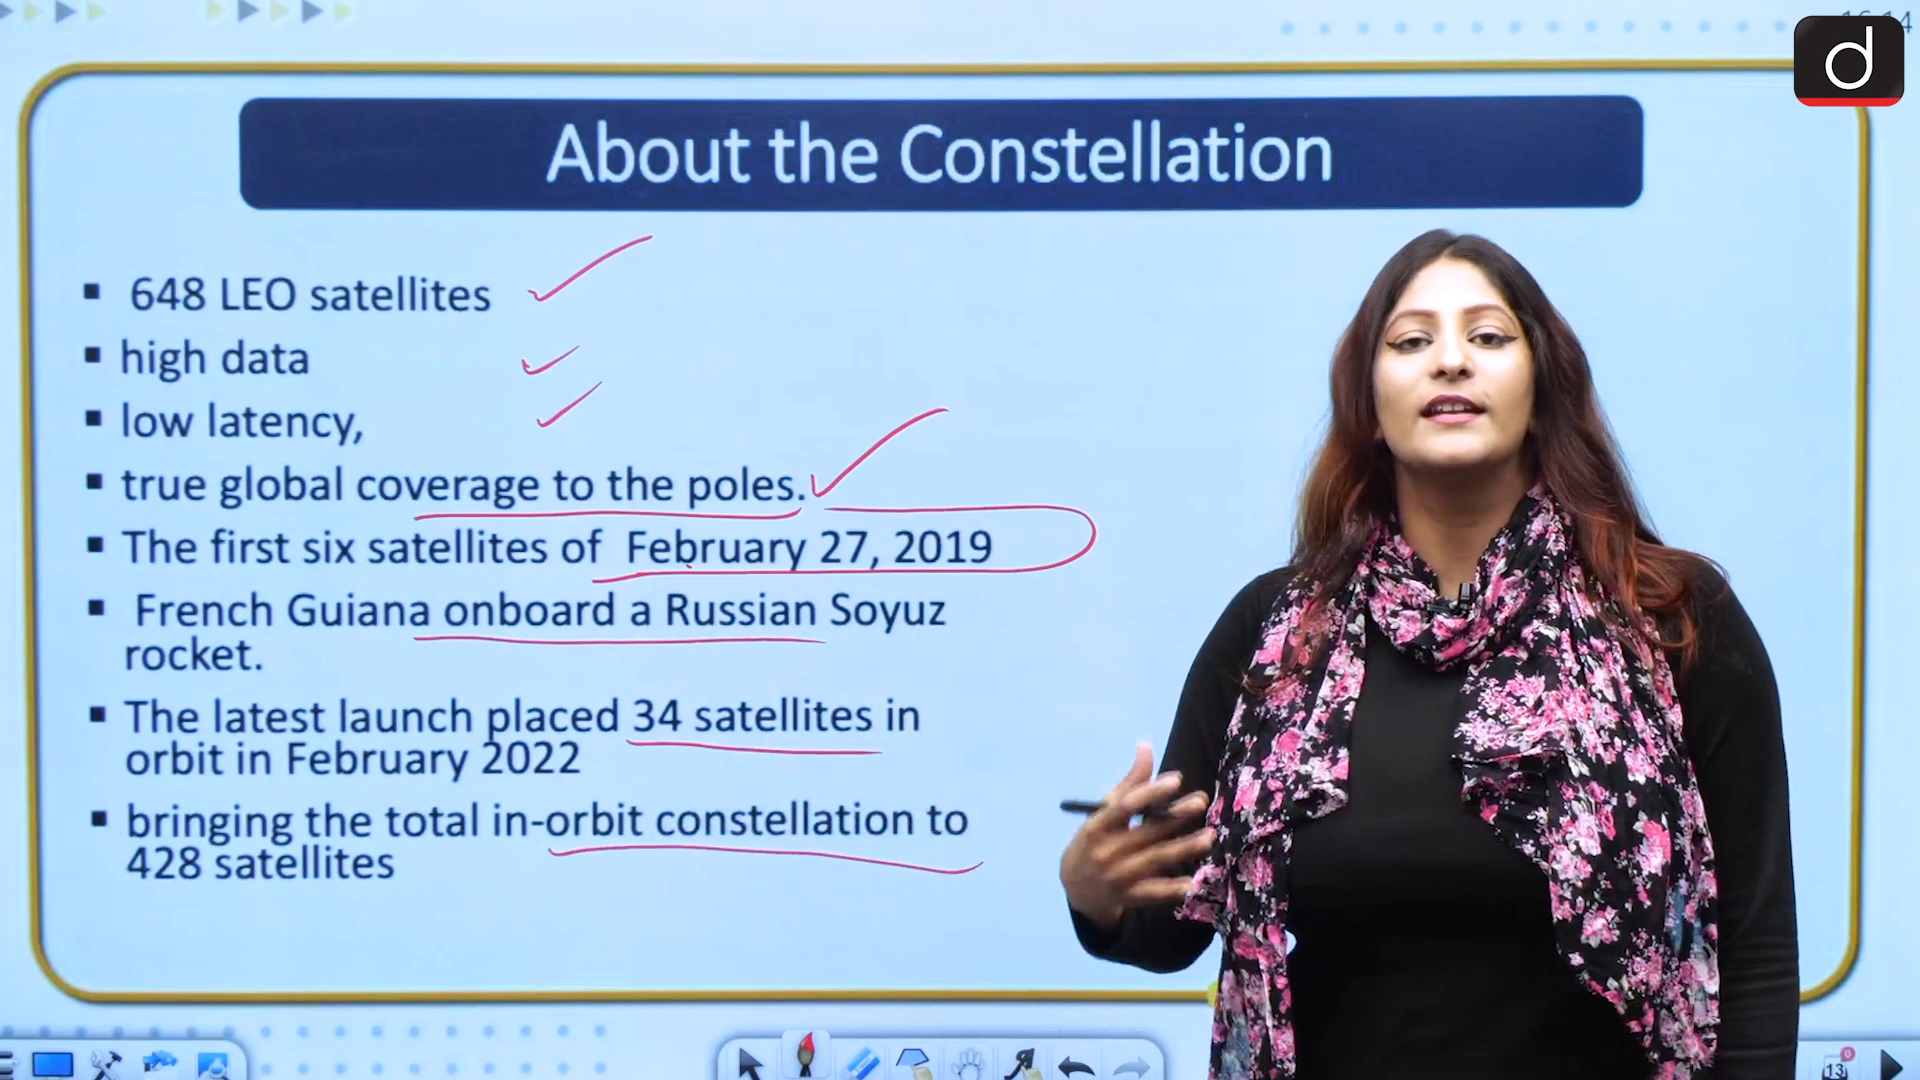 d
About the Constellation
▪ 648 LEO satellites
▪ high data
▪ low latency,
▪ true global coverage to the poles.
▪ The first six satellites of February 27, 2019
▪ French Guiana onboard a Russian Soyuz
rocket.
▪ The latest launch placed 34 satellites in
orbit in February 2022
▪ bringing the total in-orbit constellation to
428 satellites
13
0